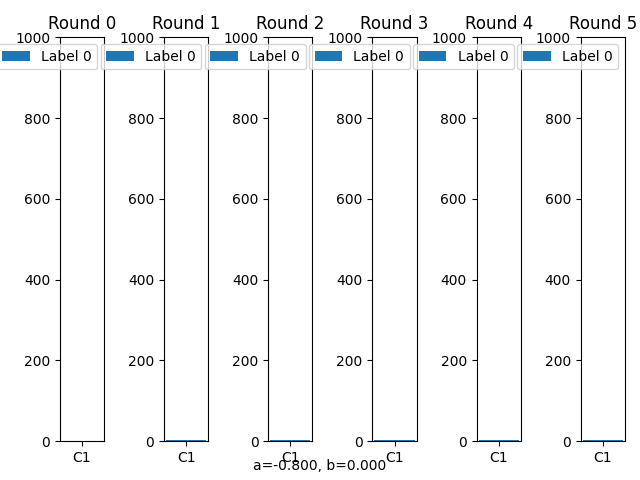 Round 0 Round 1 Round 2 Round 3 Round 4 Round 5
1000 1000 1000 1000 1000 1000
Label 0 Label 0 Label 0 Label 0 Label 0 Label 0
800 800 800 800 800 800
600 600 600 600 600 600
400 400 400 400 400 400
200 200 200 200 200 200
0 0 0 0 0 0
C1 C1 C1 C1 C1 C1
a=-0.800, b=0.000